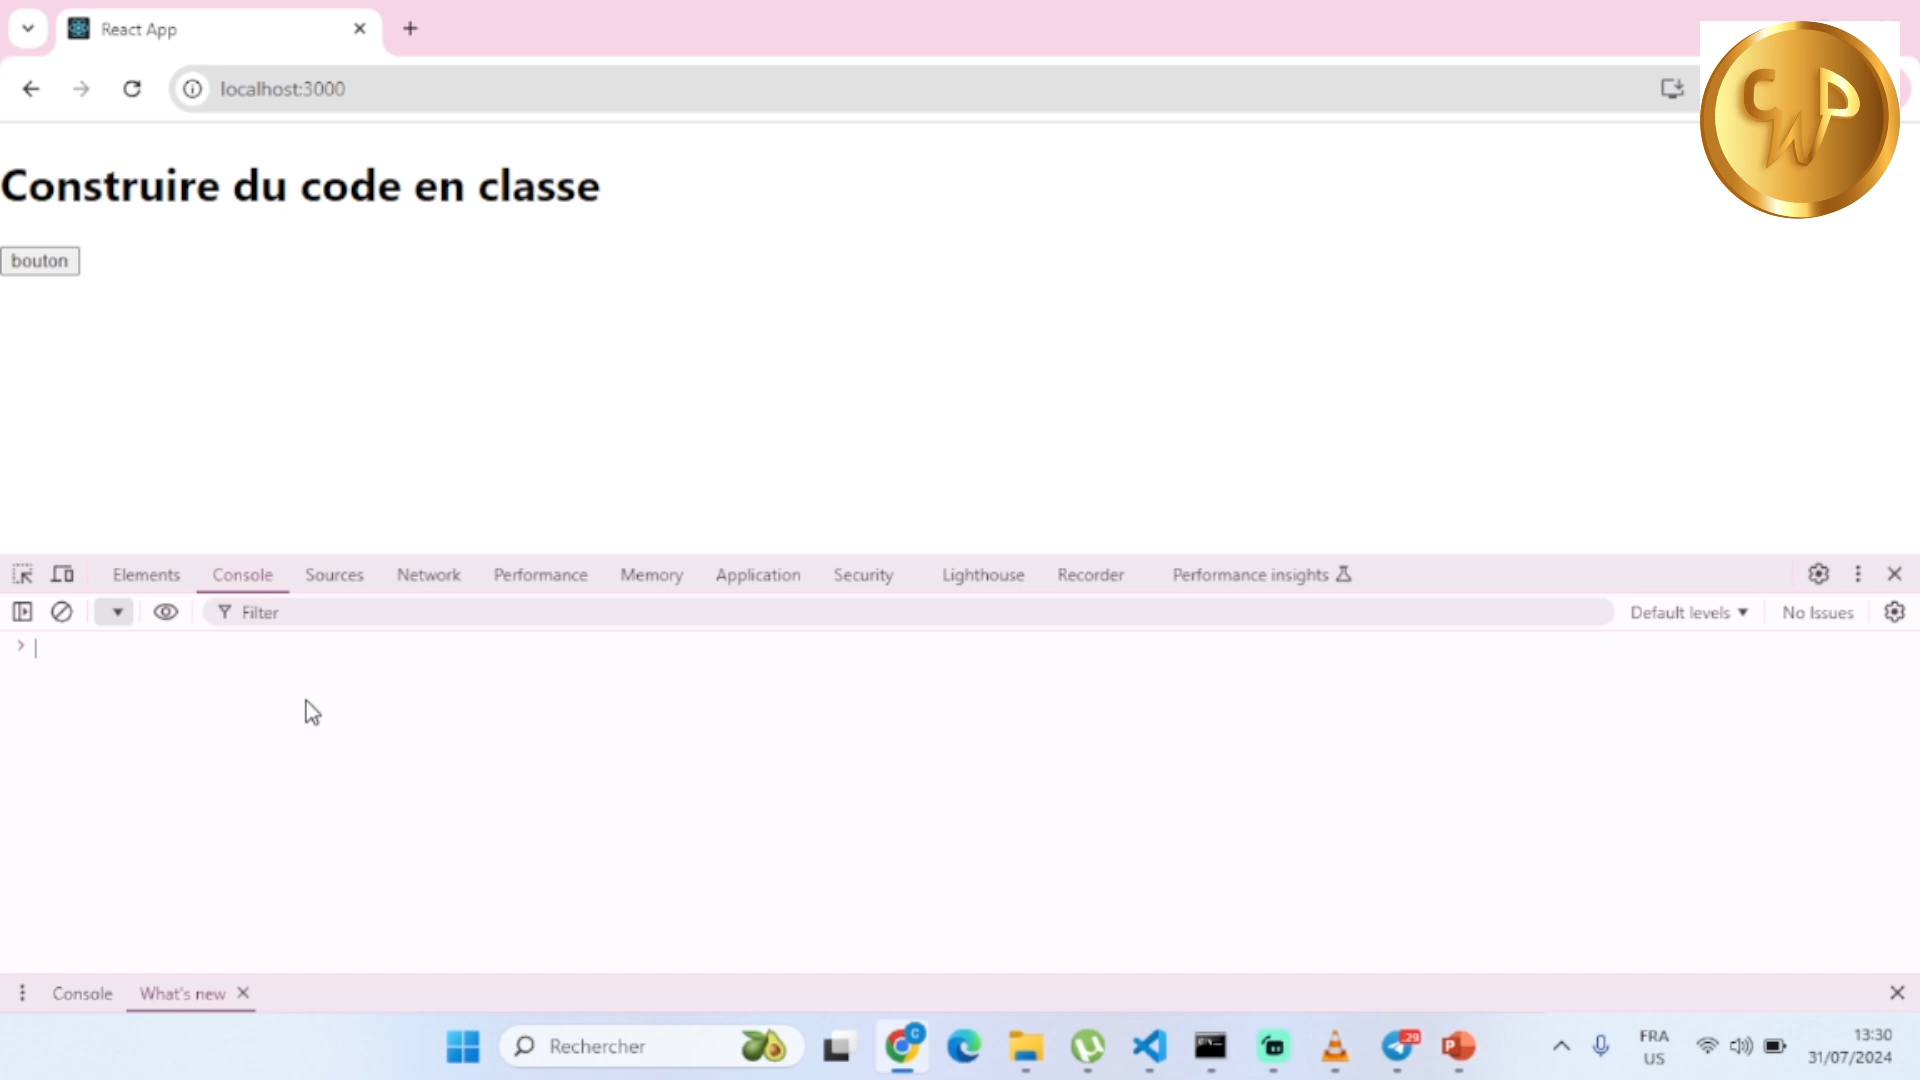 React App
localhost:3000
CWP
Construire du code en classe
bouton
Elements Console Sources Network Performance Memory Application Security Lighthouse Recorder Performance insights
Filter Default levels No Issues
Console What's new
Rechercher
C
29
P
FRA
US
13:30
31/07/2024